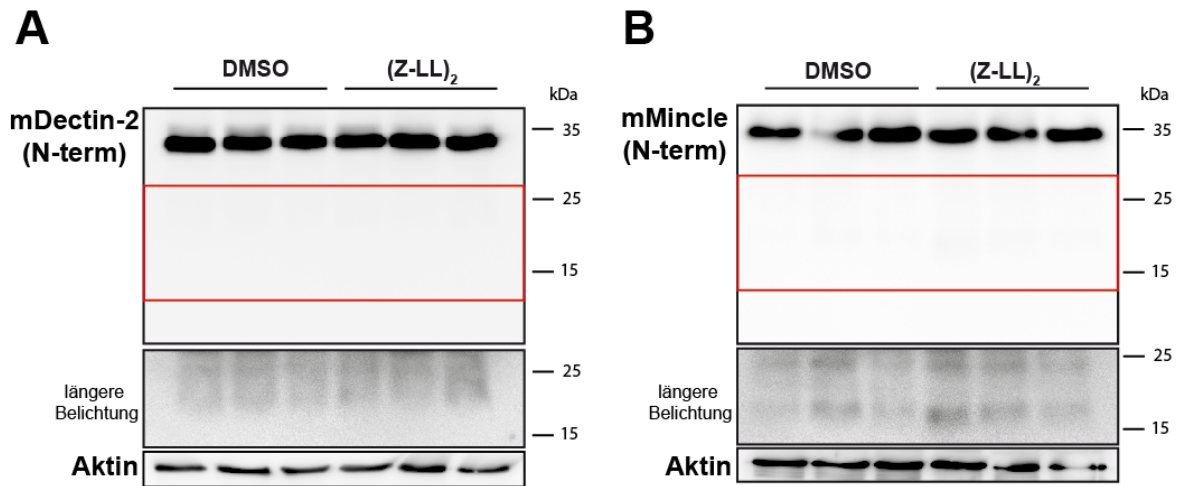 A
DMSO
(Z-LL)2
kDa
mDectin-2
(N-term)
35
25
15
längere
Belichtung
25
15
Aktin
B
DMSO
(Z-LL)2
kDa
mMincle
(N-term)
35
25
15
längere
Belichtung
25
15
Aktin